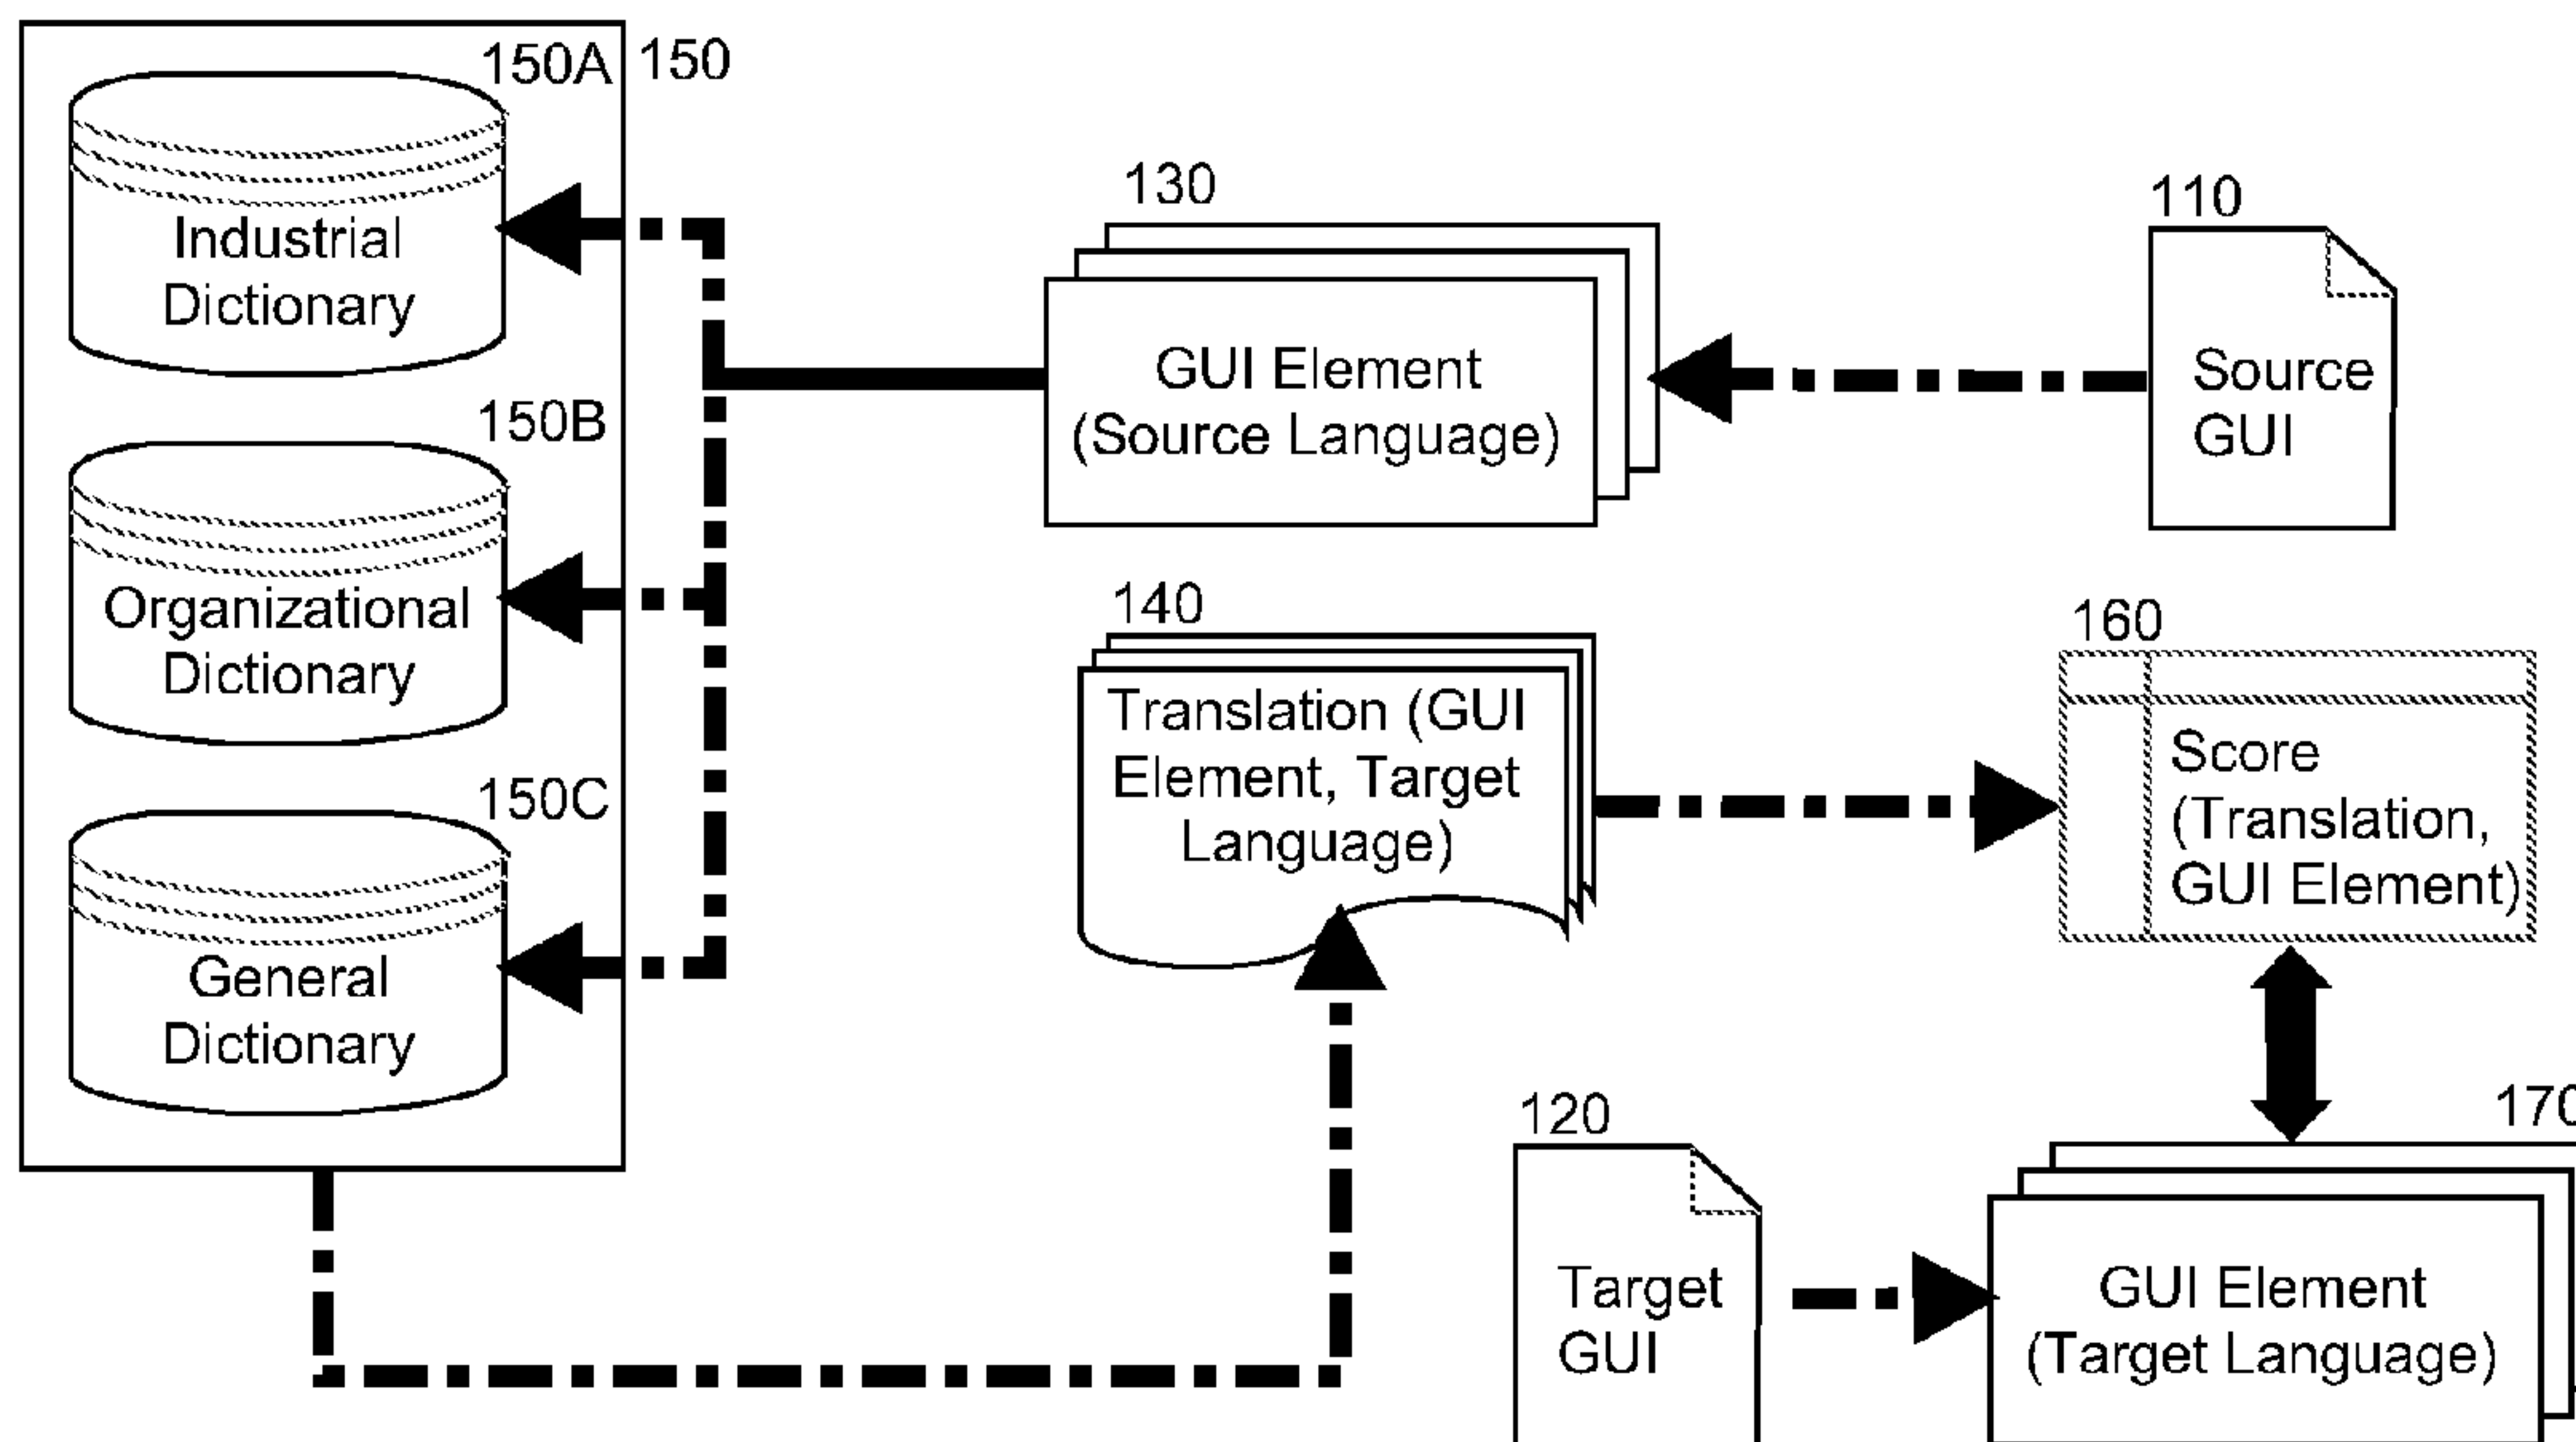 150A
150
Industrial
Dictionary
150B
Organizational
Dictionary
150C
General
Dictionary
130
GUI Element
(Source Language)
110
Source
GUI
140
Translation (GUI
Element, Target
Language)
160
Score
(Translation,
GUI Element)
120
Target
GUI
170
GUI Element
(Target Language)